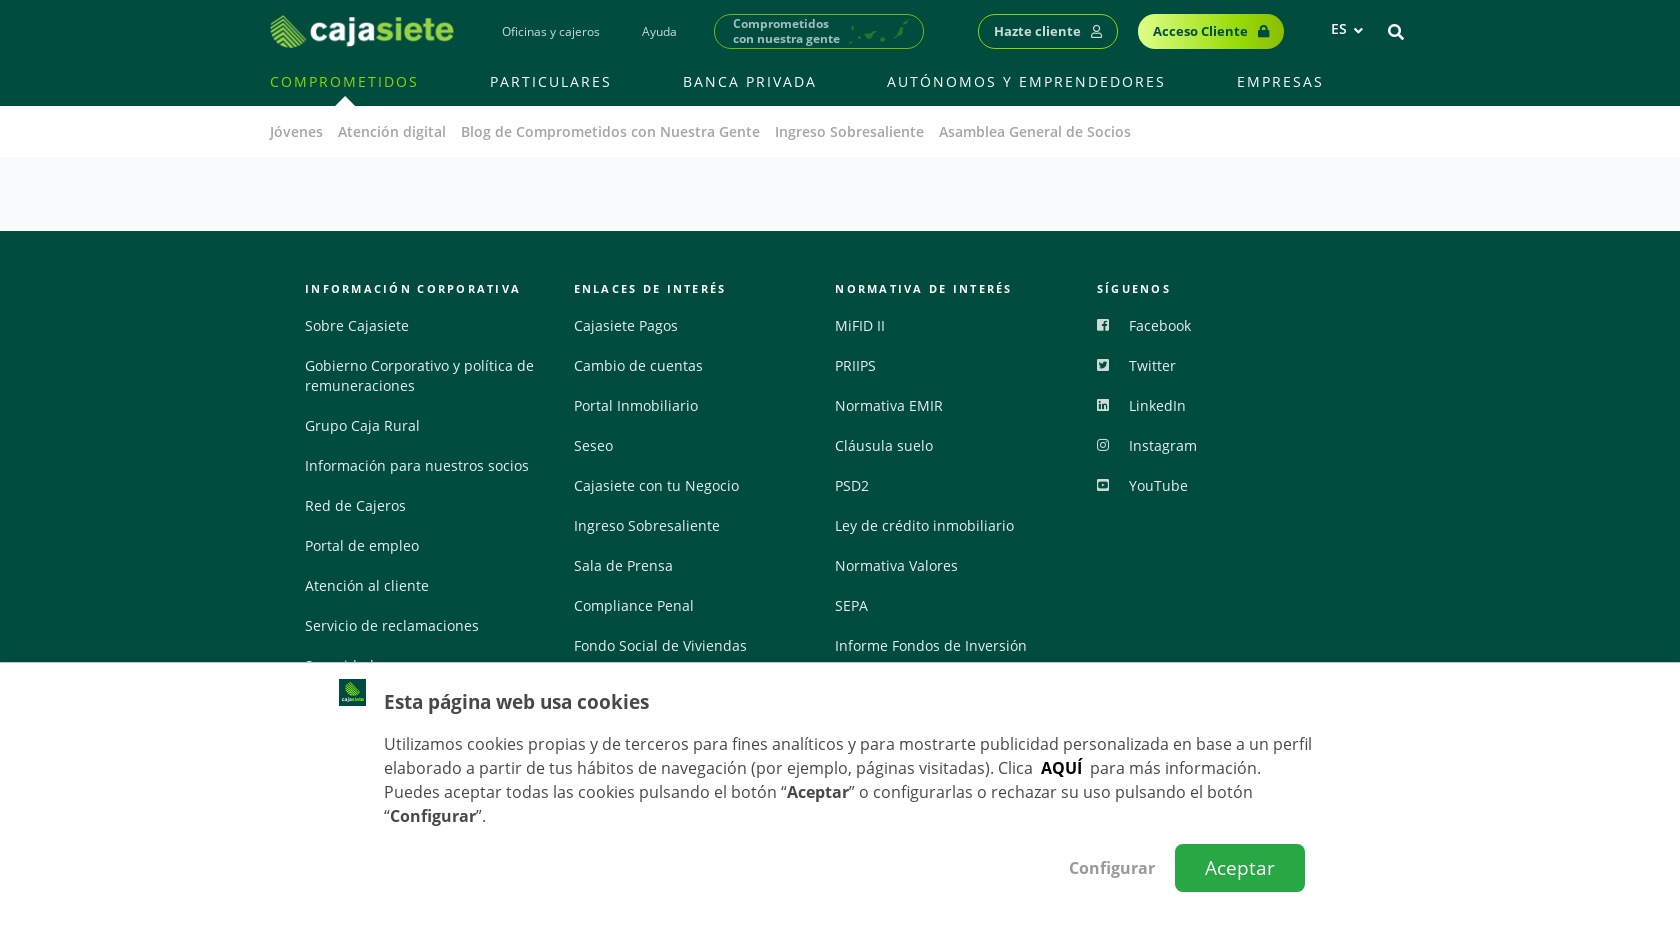 cajasiete
Oficinas y cajeros
Ayuda
Comprometidos
con nuestra gente
Hazte cliente
Acceso Cliente
ES
COMPROMETIDOS
PARTICULARES
BANCA PRIVADA
AUTÓNOMOS Y EMPRENDEDORES
EMPRESAS
Jóvenes
Atención digital
Blog de Comprometidos con Nuestra Gente
Ingreso Sobresaliente
Asamblea General de Socios
INFORMACIÓN CORPORATIVA
Sobre Cajasiete
Gobierno Corporativo y política de
remuneraciones
Grupo Caja Rural
Información para nuestros socios
Red de Cajeros
Portal de empleo
Atención al cliente
Servicio de reclamaciones
ENLACES DE INTERÉS
Cajasiete Pagos
Cambio de cuentas
Portal Inmobiliario
Seseo
Cajasiete con tu Negocio
Ingreso Sobresaliente
Sala de Prensa
Compliance Penal
Fondo Social de Viviendas
NORMATIVA DE INTERÉS
MiFID II
PRIIPS
Normativa EMIR
Cláusula suelo
PSD2
Ley de crédito inmobiliario
Normativa Valores
SEPA
Informe Fondos de Inversión
SÍGUENOS
Facebook
Twitter
LinkedIn
Instagram
YouTube
cajasiete
Esta página web usa cookies
Utilizamos cookies propias y de terceros para fines analíticos y para mostrarte publicidad personalizada en base a un perfil
elaborado a partir de tus hábitos de navegación (por ejemplo, páginas visitadas). Clica AQUÍ para más información.
Puedes aceptar todas las cookies pulsando el botón “Aceptar” o configurarlas o rechazar su uso pulsando el botón
“Configurar”.
Configurar
Aceptar